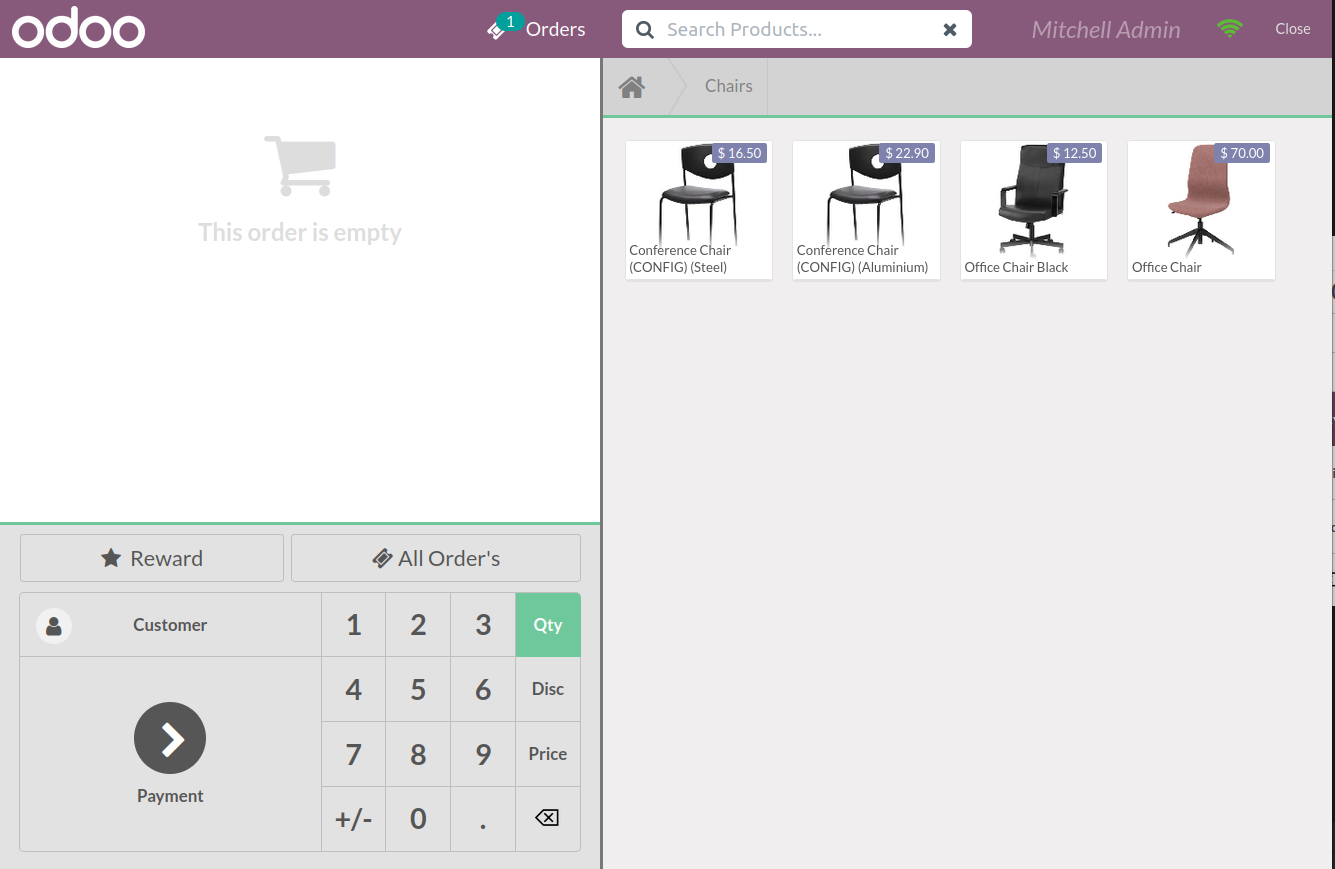 odoo
1
Orders
Search Products...
Mitchell Admin
Close
This order is empty
Chairs
$ 16.50
Conference Chair
(CONFIG) (Steel)
$ 22.90
Conference Chair
(CONFIG) (Aluminium)
$ 12.50
Office Chair Black
$ 70.00
Office Chair
Reward
All Order's
Customer
1 2 3 Qty
4 5 6 Disc
7 8 9 Price
+/- 0 .
Payment